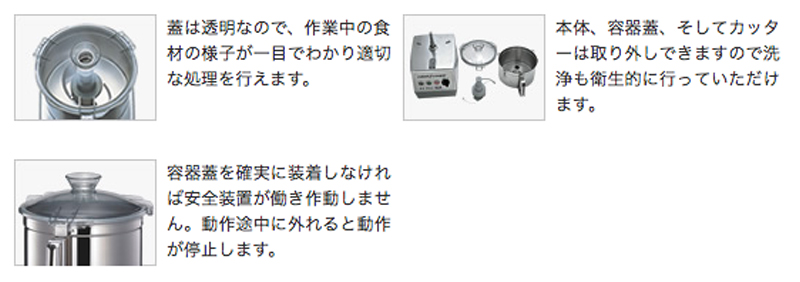 蓋は透明なので、作業中の食
材の様子が一目でわかり適切
な処理を行えます。
本体、容器蓋、そしてカッタ
ーは取り外しできますので洗
浄も衛生的に行っていただけ
ます。
容器蓋を確実に装着しなけれ
ば安全装置が働き作動しませ
ん。動作途中に外れると動作
が停止します。